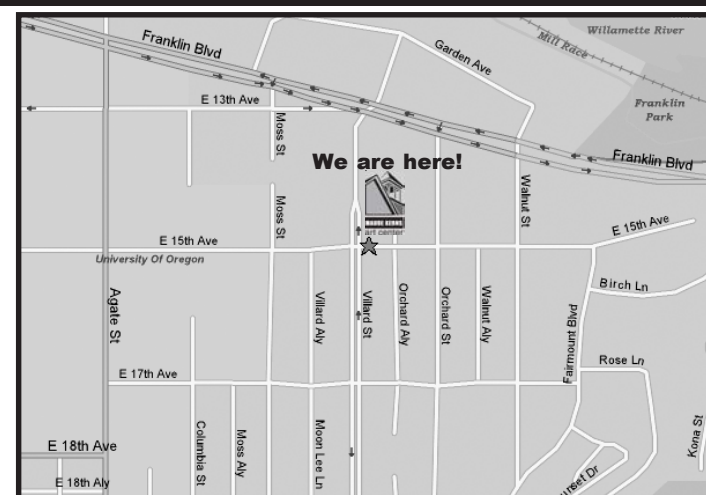 Willamette River
Mill Race
Franklin Blvd
Garden Ave
E 13th Ave
Franklin Park
Moss St
We are here!
Franklin Blvd
Walnut St
Moss St
art center
E 15th Ave
E 15th Ave
University Of Oregon
Agate St
Villard Aly
Villard St
Orchard Aly
Orchard St
Walnut Aly
Birch Ln
Fairmount Blvd
Rose Ln
E 17th Ave
Columbia St
Moss Aly
Moon Lee Ln
Kona St
E 18th Ave
E 18th Aly
unset Dr